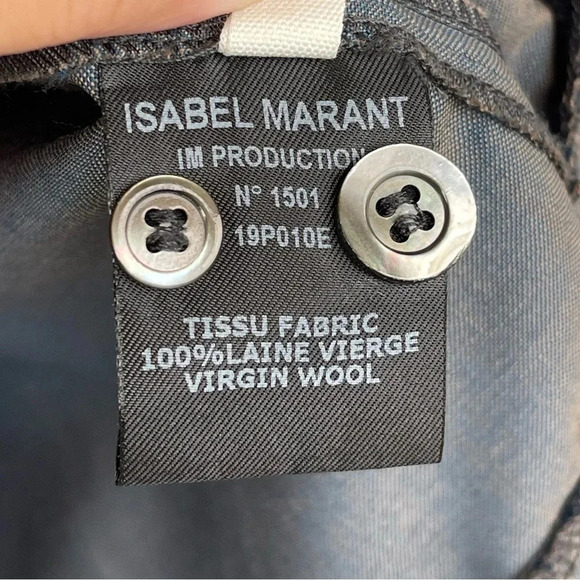 ISABEL MARANT
IM PRODUCTION
N° 1501
19P010E
TISSU FABRIC
100%LAINE VIERGE
VIRGIN WOOL